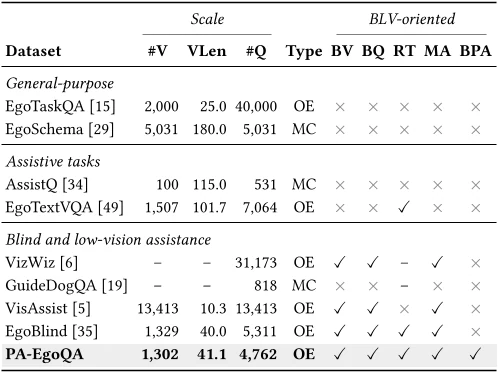 Scale BLV-oriented
Dataset #V VLen #Q Type BV BQ RT MA BPA
General-purpose
EgoTaskQA [15] 2,000 25.0 40,000 OE × × × × ×
EgoSchema [29] 5,031 180.0 5,031 MC × × × × ×
Assistive tasks
AssistQ [34] 100 115.0 531 MC × × × × ×
EgoTextVQA [49] 1,507 101.7 7,064 OE × × ✓ × ×
Blind and low-vision assistance
VizWiz [6] – – 31,173 OE ✓ ✓ – ✓ ×
GuideDogQA [19] – – 818 MC × × – × ×
VisAssist [5] 13,413 10.3 13,413 OE ✓ ✓ × ✓ ×
EgoBlind [35] 1,329 40.0 5,311 OE ✓ ✓ ✓ ✓ ×
PA-EgoQA 1,302 41.1 4,762 OE ✓ ✓ ✓ ✓ ✓